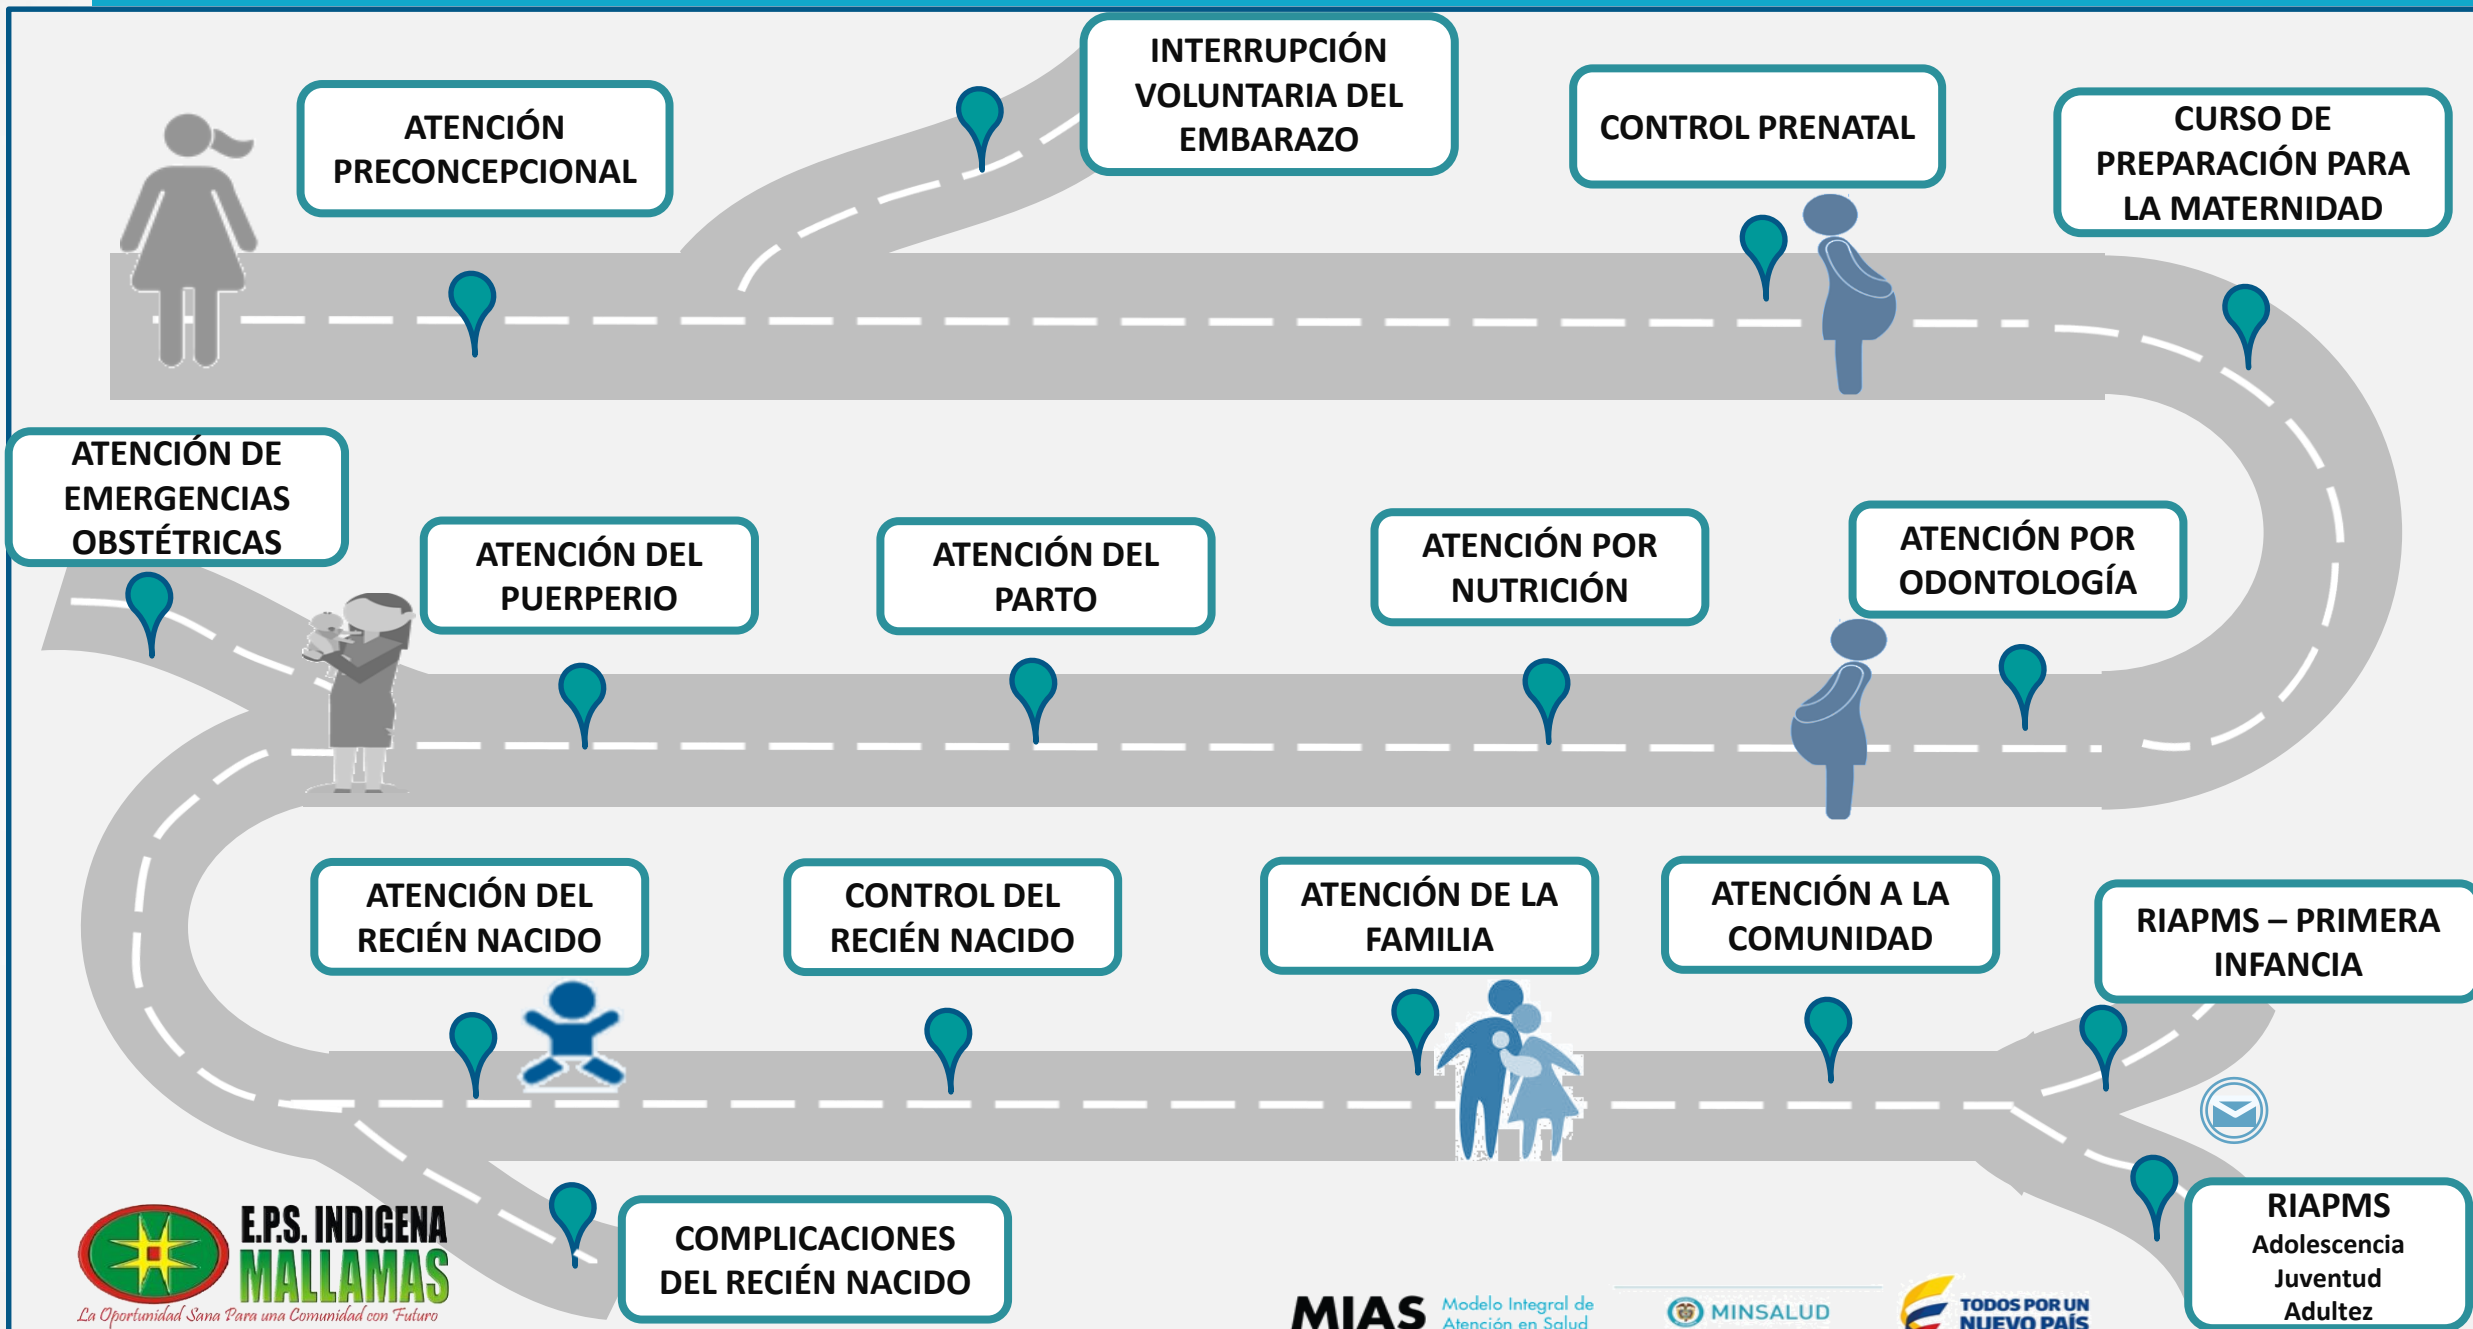 ATENCIÓN
PRECONCEPCIONAL
INTERRUPCIÓN
VOLUNTARIA DEL
EMBARAZO
CONTROL PRENATAL
CURSO DE
PREPARACIÓN PARA
LA MATERNIDAD
ATENCIÓN DE
EMERGENCIAS
OBSTÉTRICAS
ATENCIÓN DEL
PUERPERIO
ATENCIÓN DEL
PARTO
ATENCIÓN POR
NUTRICIÓN
ATENCIÓN POR
ODONTOLOGÍA
ATENCIÓN DEL
RECIÉN NACIDO
CONTROL DEL
RECIÉN NACIDO
ATENCIÓN DE LA
FAMILIA
ATENCIÓN A LA
COMUNIDAD
RIAPMS – PRIMERA
INFANCIA
COMPLICACIONES
DEL RECIÉN NACIDO
RIAPMS
Adolescencia
Juventud
Adultez
E.P.S. INDIGENA
MALLAMAS
La Oportunidad Sana Para una Comunidad con Futuro
MIAS
Modelo Integral de
Atención en Salud
MINSALUD
TODOS POR UN
NUEVO PAÍS